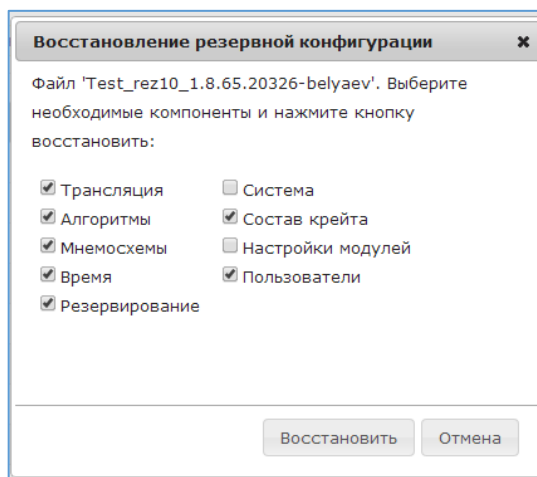 Восстановление резервной конфигурации
Файл 'Test_rez10_1.8.65.20326-belyaev'. Выберите
необходимые компоненты и нажмите кнопку
восстановить:
Трансляция
Система
Алгоритмы
Состав крейта
Мнемосхемы
Настройки модулей
Время
Пользователи
Резервирование
Восстановить
Отмена